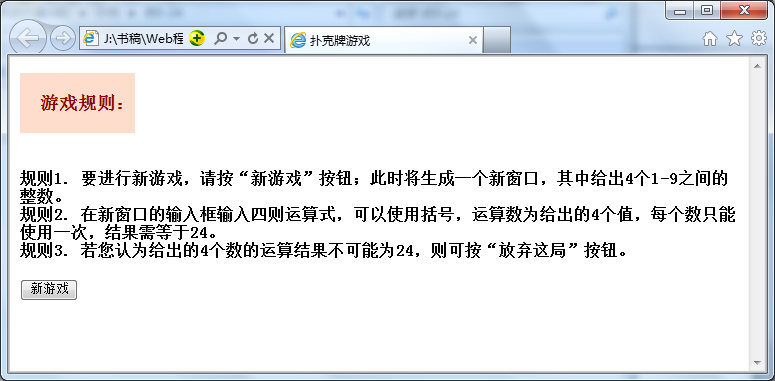 J:\书稿\Web程
扑克牌游戏
游戏规则：
规则1. 要进行新游戏，请按“新游戏”按钮；此时将生成一个新窗口，其中给出4个1-9之间的
整数。
规则2. 在新窗口的输入框输入四则运算式，可以使用括号，运算数为给出的4个值，每个数只能
使用一次，结果需等于24。
规则3. 若您认为给出的4个数的运算结果不可能为24，则可按“放弃这局”按钮。
新游戏